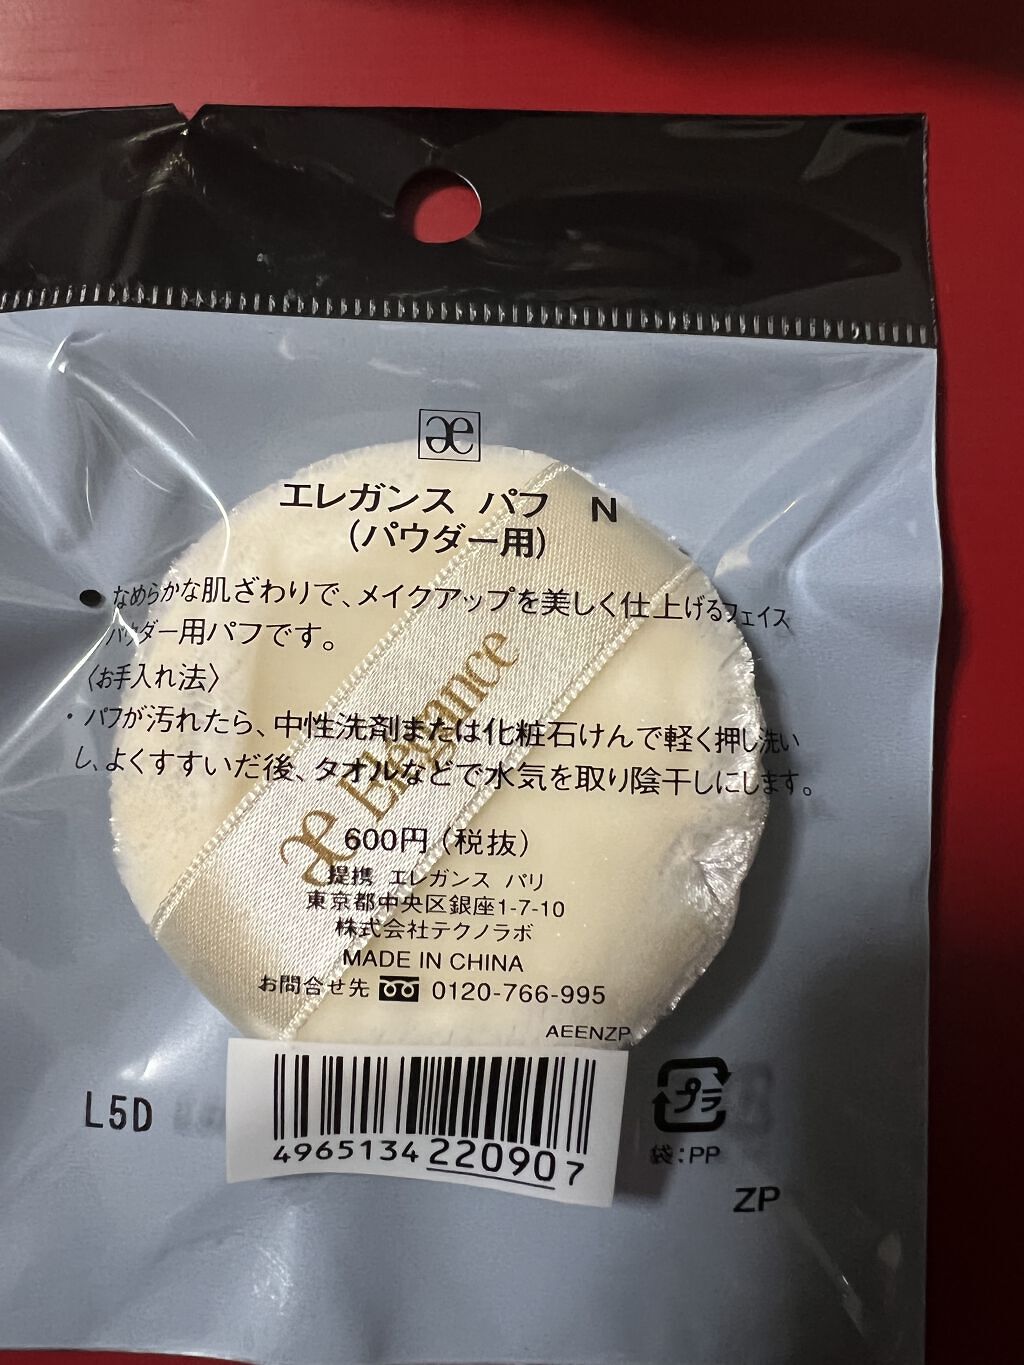 æ
エレガンス パフ N
(パウダー用)
● なめらかな肌ざわりで、メイクアップを美しく仕上げるフェイス
パウダー用パフです。
〈お手入れ法〉
・パフが汚れたら、中性洗剤または化粧石けんで軽く押し洗い
し、よくすすいだ後、タオルなどで水気を取り陰干しにします。
æ Elégance
600円(税抜)
提携 エレガンス パリ
東京都中央区銀座1-7-10
株式会社テクノラボ
MADE IN CHINA
お問合せ先 0120-766-995
AEENZP
L5D
4965134220907
プラ
袋:PP
ZP